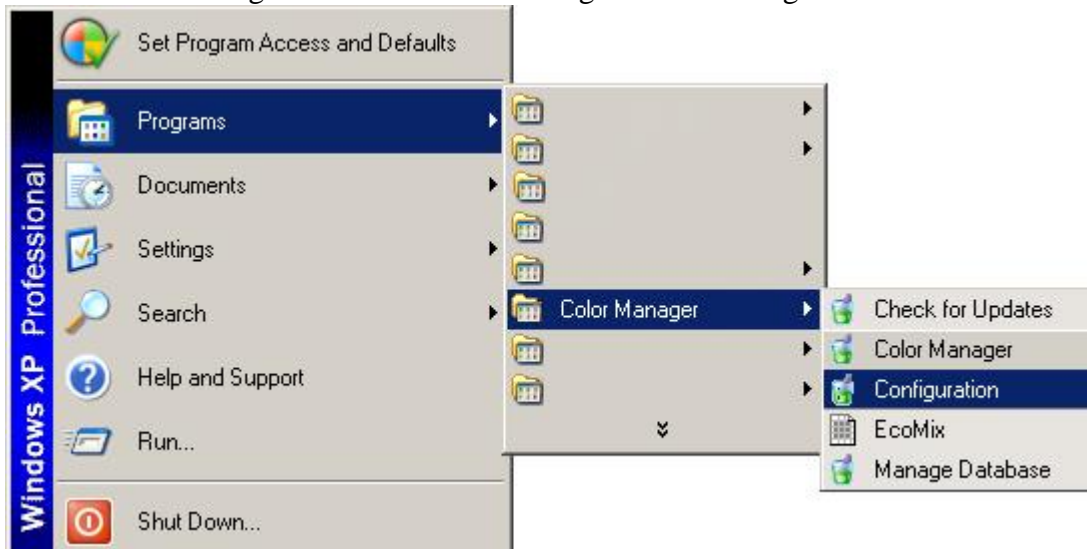 Set Program Access and Defaults
Programs
Documents
Settings
Search
Help and Support
Run...
Shut Down...
Windows XP Professional
Color Manager
Check for Updates
Color Manager
Configuration
EcoMix
Manage Database